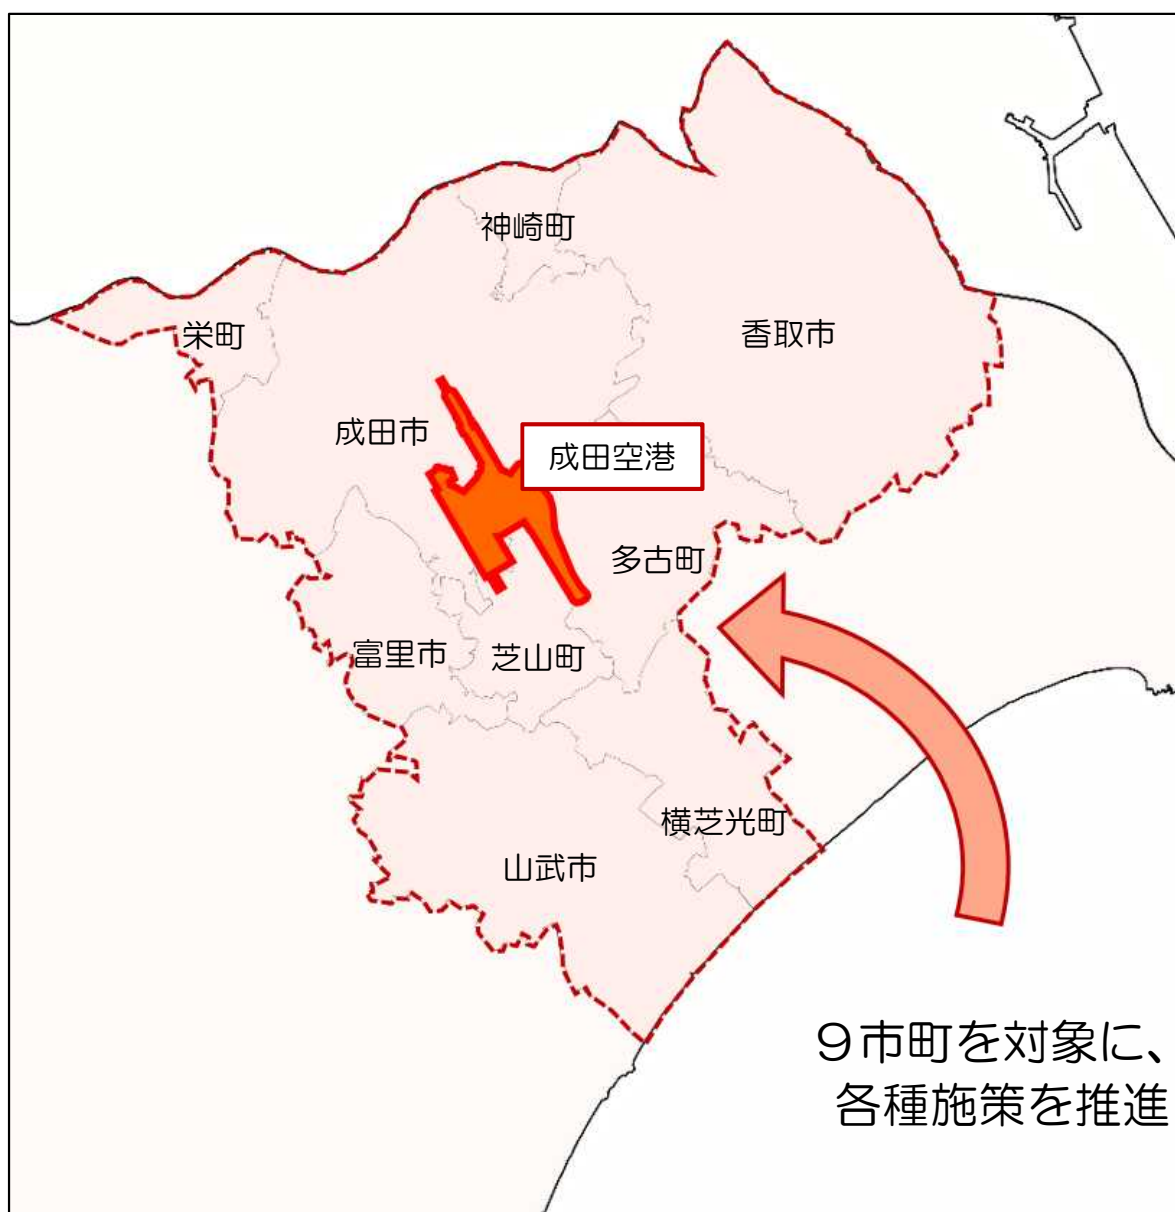 神崎町
栄町
香取市
成田市
成田空港
多古町
富里市
芝山町
横芝光町
山武市
９市町を対象に、
各種施策を推進